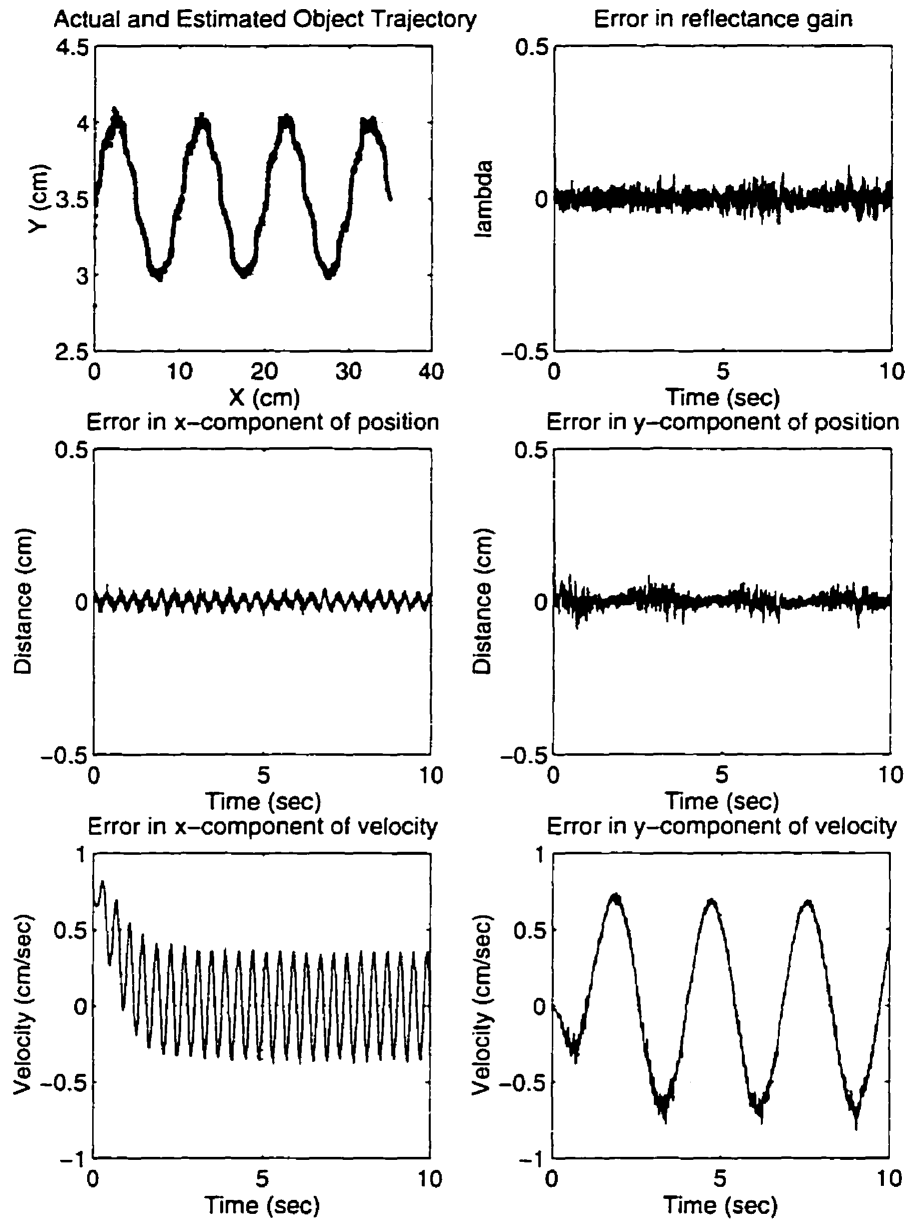 Actual and Estimated Object Trajectory
4.5
4
3.5
3
2.5
Y (cm)
0 10 20 30 40
X (cm)
Error in reflectance gain
0.5
0
−0.5
lambda
0 5 10
Time (sec)
Error in x−component of position
0.5
0
−0.5
Distance (cm)
0 5 10
Time (sec)
Error in y−component of position
0.5
0
−0.5
Distance (cm)
0 5 10
Time (sec)
Error in x−component of velocity
1
0.5
0
−0.5
−1
Velocity (cm/sec)
0 5 10
Time (sec)
Error in y−component of velocity
1
0.5
0
−0.5
−1
Velocity (cm/sec)
0 5 10
Time (sec)